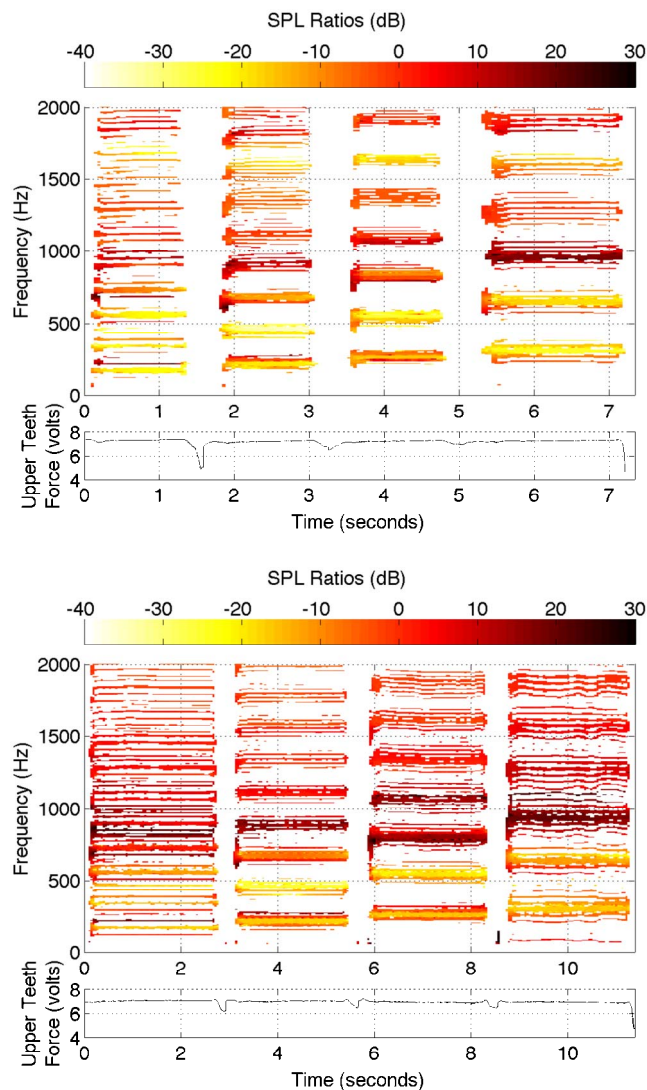 SPL Ratios (dB)
-40 -30 -20 -10 0 10 20 30
2000
1500
1000
500
0
Frequency (Hz)
0 1 2 3 4 5 6 7
8
6
4
Upper Teeth
Force (volts)
0 1 2 3 4 5 6 7
Time (seconds)
SPL Ratios (dB)
-40 -30 -20 -10 0 10 20 30
2000
1500
1000
500
0
Frequency (Hz)
0 2 4 6 8 10
8
6
4
Upper Teeth
Force (volts)
0 2 4 6 8 10
Time (seconds)